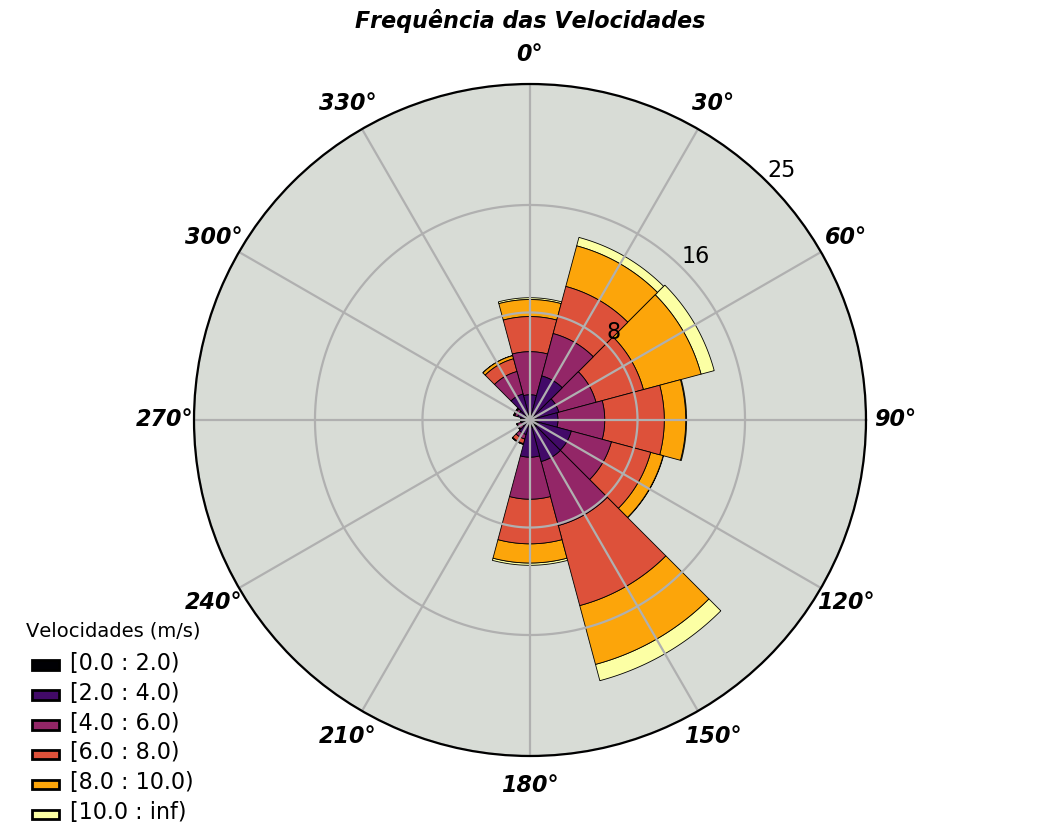 Frequência das Velocidades
0°
30°
60°
90°
120°
150°
180°
210°
240°
270°
300°
330°
25
16
8
Velocidades (m/s)
[0.0 : 2.0)
[2.0 : 4.0)
[4.0 : 6.0)
[6.0 : 8.0)
[8.0 : 10.0)
[10.0 : inf)